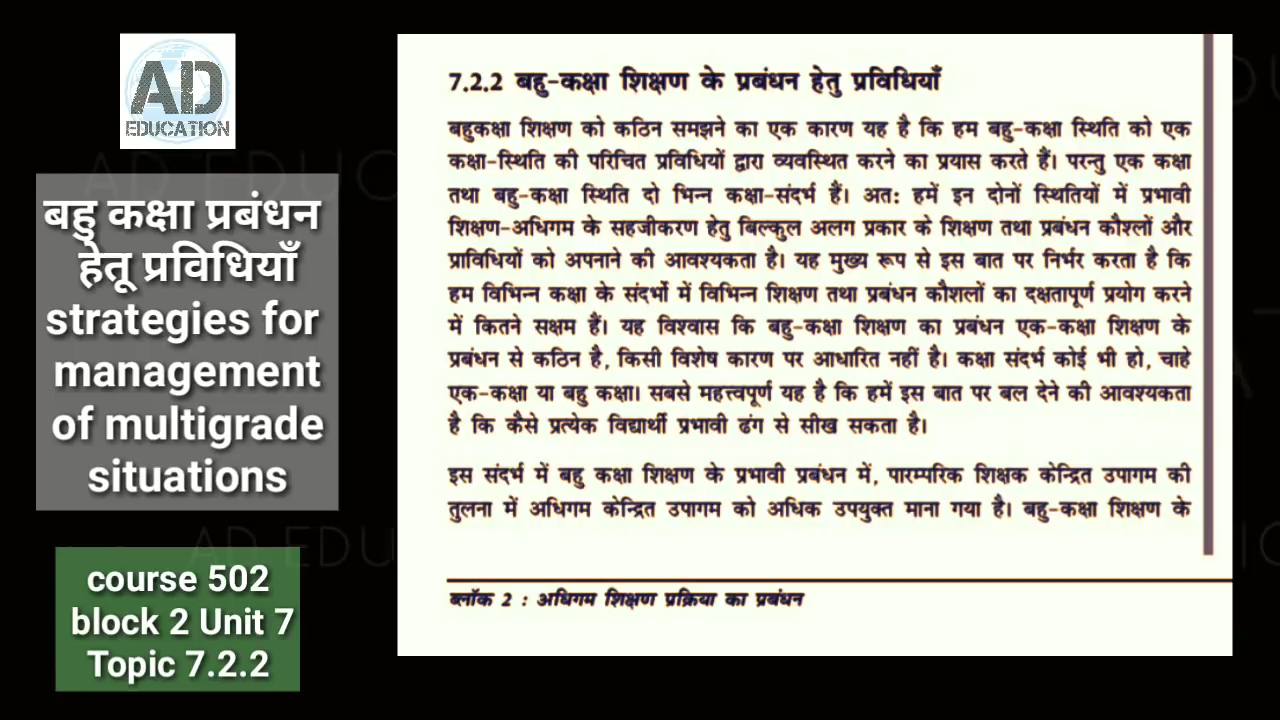 AD
EDUCATION
बहु कक्षा प्रबंधन
हेतू प्रविधियाँ
strategies for
management
of multigrade
situations
course 502
block 2 Unit 7
Topic 7.2.2
7.2.2 बहु-कक्षा शिक्षण के प्रबंधन हेतु प्रविधियाँ
बहुकक्षा शिक्षण को कठिन समझने का एक कारण यह है कि हम बहु-कक्षा स्थिति को एक
कक्षा-स्थिति की परिचित प्रविधियों द्वारा व्यवस्थित करने का प्रयास करते हैं। परन्तु एक कक्षा
तथा बहु-कक्षा स्थिति दो भिन्न कक्षा-संदर्भ हैं। अत: हमें इन दोनों स्थितियों में प्रभावी
शिक्षण-अधिगम के सहजीकरण हेतु बिल्कुल अलग प्रकार के शिक्षण तथा प्रबंधन कौश्लों और
प्राविधियों को अपनाने की आवश्यकता है। यह मुख्य रूप से इस बात पर निर्भर करता है कि
हम विभिन्न कक्षा के संदर्भो में विभिन्न शिक्षण तथा प्रबंधन कौशलों का दक्षतापूर्ण प्रयोग करने
में कितने सक्षम हैं। यह विश्वास कि बहु-कक्षा शिक्षण का प्रबंधन एक-कक्षा शिक्षण के
प्रबंधन से कठिन है, किसी विशेष कारण पर आधारित नहीं है। कक्षा संदर्भ कोई भी हो, चाहे
एक-कक्षा या बहु कक्षा। सबसे महत्त्वपूर्ण यह है कि हमें इस बात पर बल देने की आवश्यकता
है कि कैसे प्रत्येक विद्यार्थी प्रभावी ढंग से सीख सकता है।
इस संदर्भ में बहु कक्षा शिक्षण के प्रभावी प्रबंधन में, पारम्परिक शिक्षक केन्द्रित उपागम की
तुलना में अधिगम केन्द्रित उपागम को अधिक उपयुक्त माना गया है। बहु-कक्षा शिक्षण के
ब्लॉक 2 : अधिगम शिक्षण प्रक्रिया का प्रबंधन